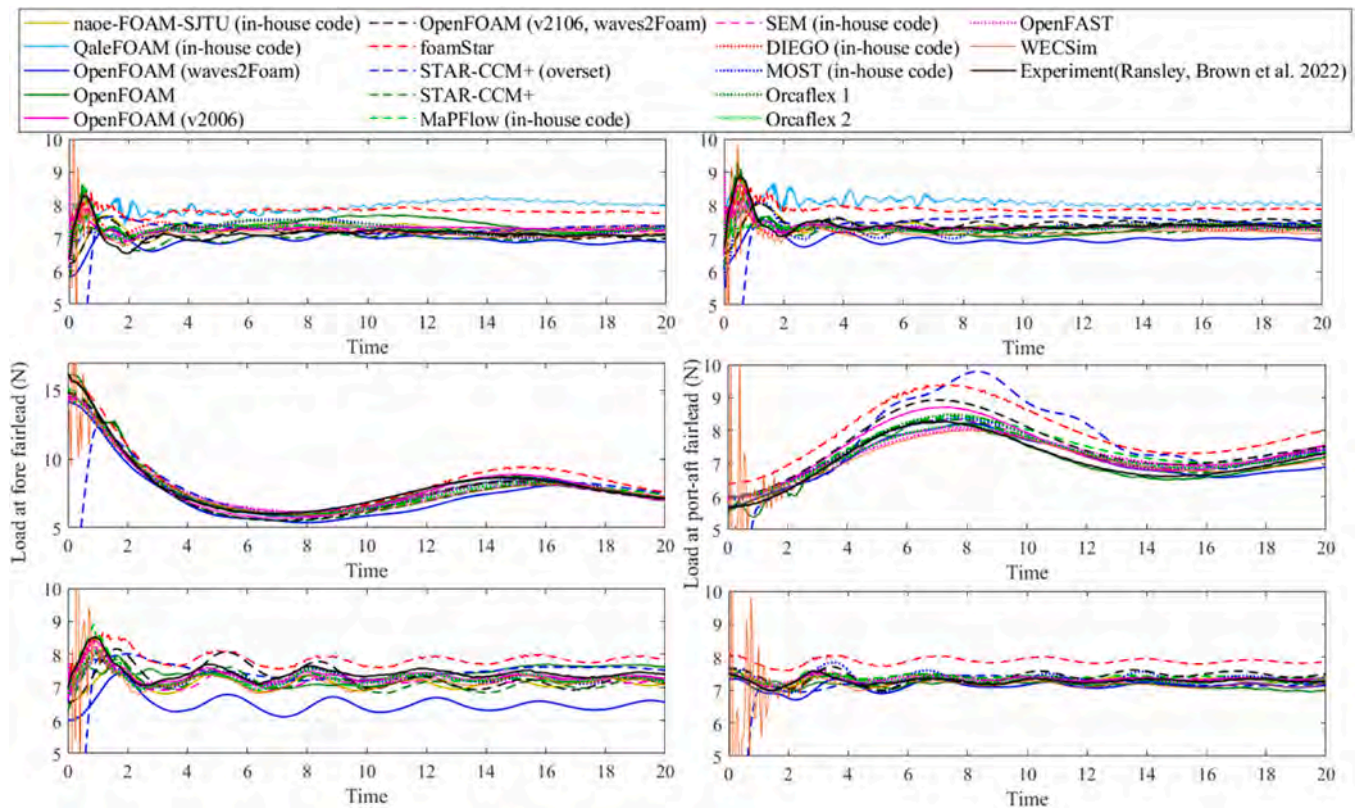 naoe-FOAM-SJTU (in-house code) OpenFOAM (v2106, waves2Foam) SEM (in-house code) OpenFAST
QaleFOAM (in-house code) foamStar DIEGO (in-house code) WECSim
OpenFOAM (waves2Foam) STAR-CCM+ (overset) MOST (in-house code) Experiment(Ransley, Brown et al. 2022)
OpenFOAM STAR-CCM+ Orcaflex 1
OpenFOAM (v2006) MaPFlow (in-house code) Orcaflex 2
10 10
9 9
8 8
7 7
6 6
5 5
0 2 4 6 8 10 12 14 16 18 20 0 2 4 6 8 10 12 14 16 18 20
Time Time
Load at fore fairlead (N)
15
10
5
0 2 4 6 8 10 12 14 16 18 20
Time
Load at port-aft fairlead (N)
10
9
8
7
6
5
0 2 4 6 8 10 12 14 16 18 20
Time
10 10
9 9
8 8
7 7
6 6
5 5
0 2 4 6 8 10 12 14 16 18 20 0 2 4 6 8 10 12 14 16 18 20
Time Time